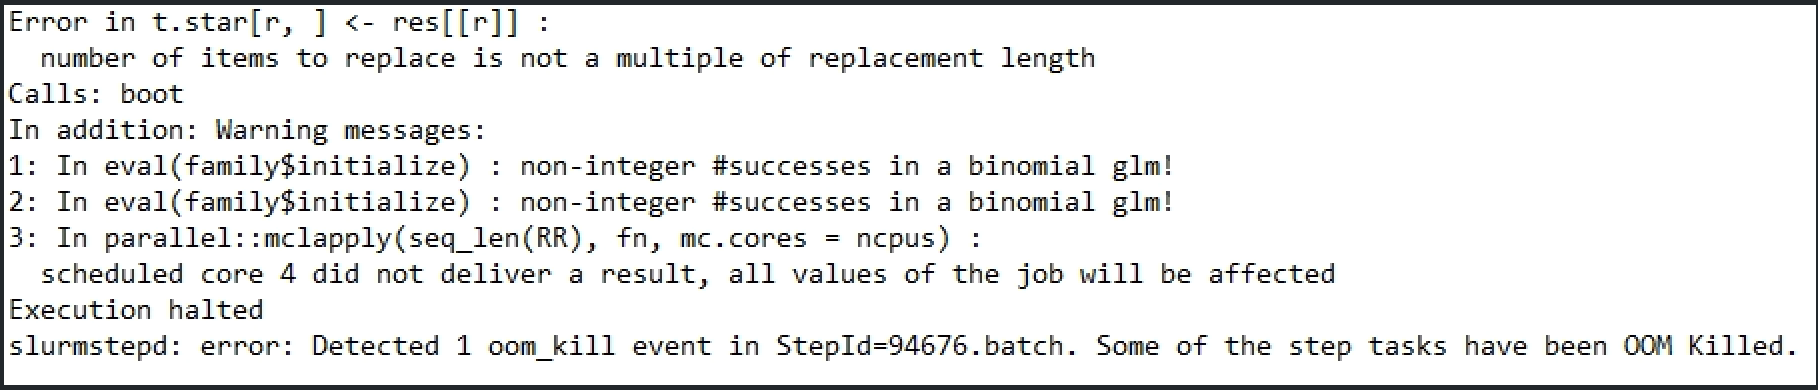 Error in t.star[r, ] <- res[[r]] :
  number of items to replace is not a multiple of replacement length
Calls: boot
In addition: Warning messages:
1: In eval(family$initialize) : non-integer #successes in a binomial glm!
2: In eval(family$initialize) : non-integer #successes in a binomial glm!
3: In parallel::mclapply(seq_len(RR), fn, mc.cores = ncpus) :
  scheduled core 4 did not deliver a result, all values of the job will be affected
Execution halted
slurmstepd: error: Detected 1 oom_kill event in StepId=94676.batch. Some of the step tasks have been OOM Killed.